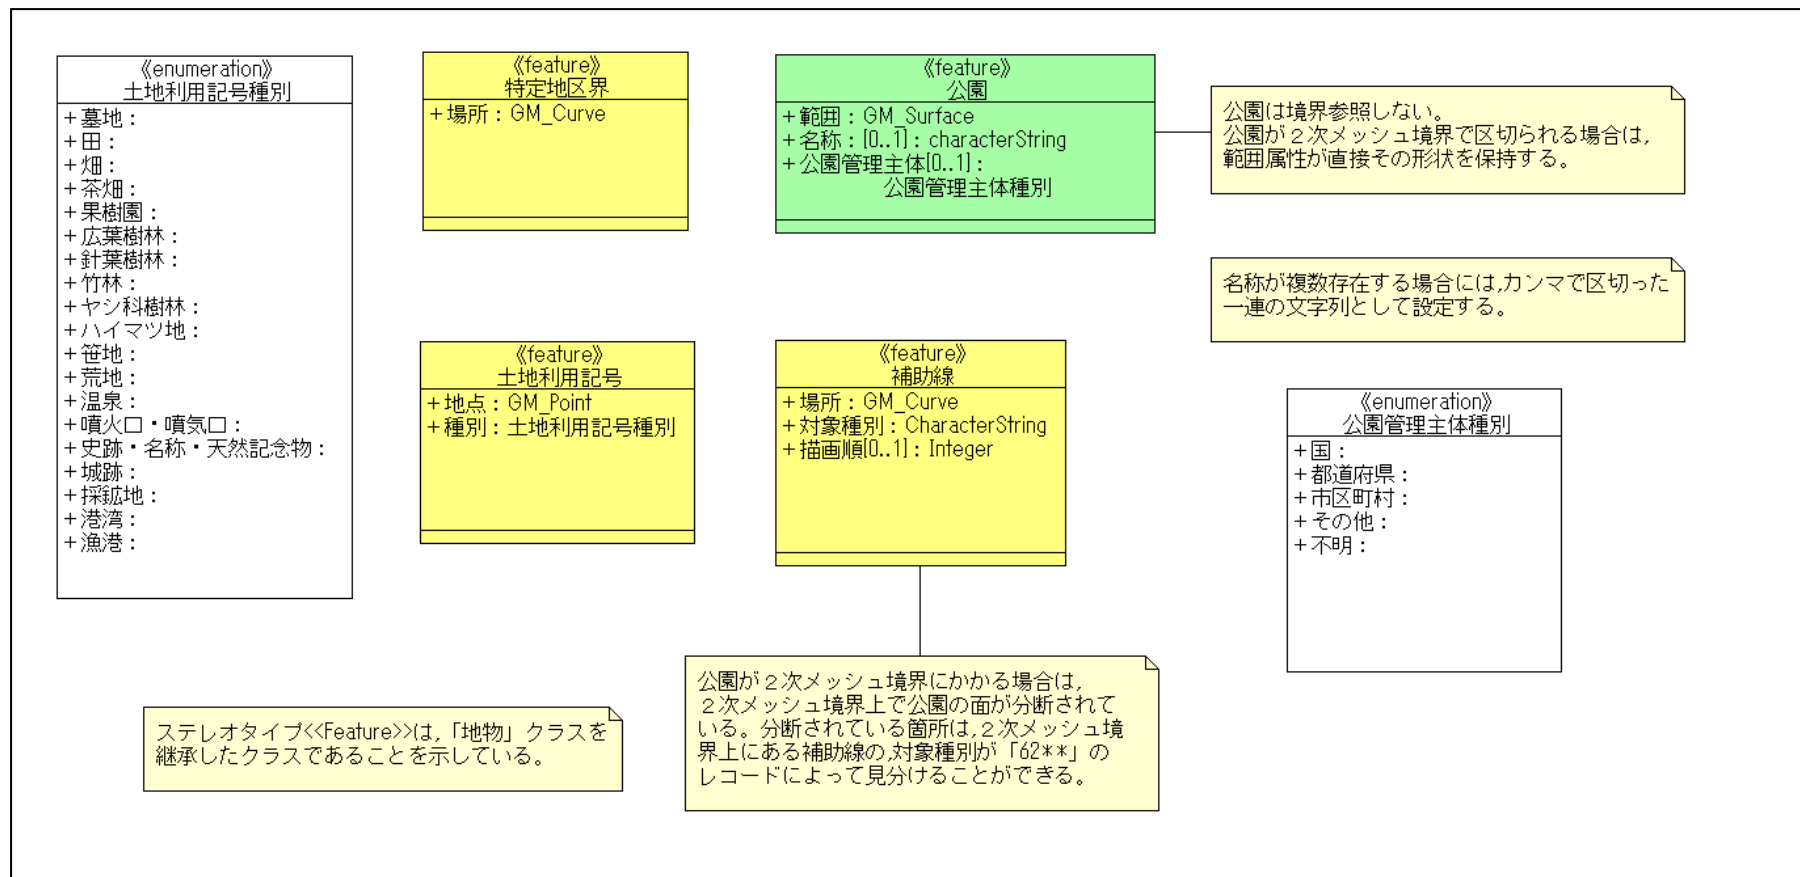 《enumeration》
土地利用記号種別
+墓地：
+田：
+畑：
+茶畑：
+果樹園：
+広葉樹林：
+針葉樹林：
+竹林：
+ヤシ科樹林：
+ハイマツ地：
+笹地：
+荒地：
+温泉：
+噴火口・噴気口：
+史跡・名称・天然記念物：
+城跡：
+採鉱地：
+港湾：
+漁港：
《feature》
特定地区界
+場所：GM_Curve
《feature》
公園
+範囲：GM_Surface
+名称：[0..1]：characterString
+公園管理主体[0..1]：
公園管理主体種別
公園は境界参照しない。
公園が２次メッシュ境界で区切られる場合は,
範囲属性が直接その形状を保持する。
名称が複数存在する場合には,カンマで区切った
一連の文字列として設定する。
《feature》
土地利用記号
+地点：GM_Point
+種別：土地利用記号種別
《feature》
補助線
+場所：GM_Curve
+対象種別：CharacterString
+描画順[0..1]：Integer
《enumeration》
公園管理主体種別
+国：
+都道府県：
+市区町村：
+その他：
+不明：
ステレオタイプ<<Feature>>は,「地物」クラスを
継承したクラスであることを示している。
公園が２次メッシュ境界にかかる場合は,
２次メッシュ境界上で公園の面が分断されて
いる。分断されている箇所は,２次メッシュ境
界上にある補助線の,対象種別が「62**」の
レコードによって見分けることができる。